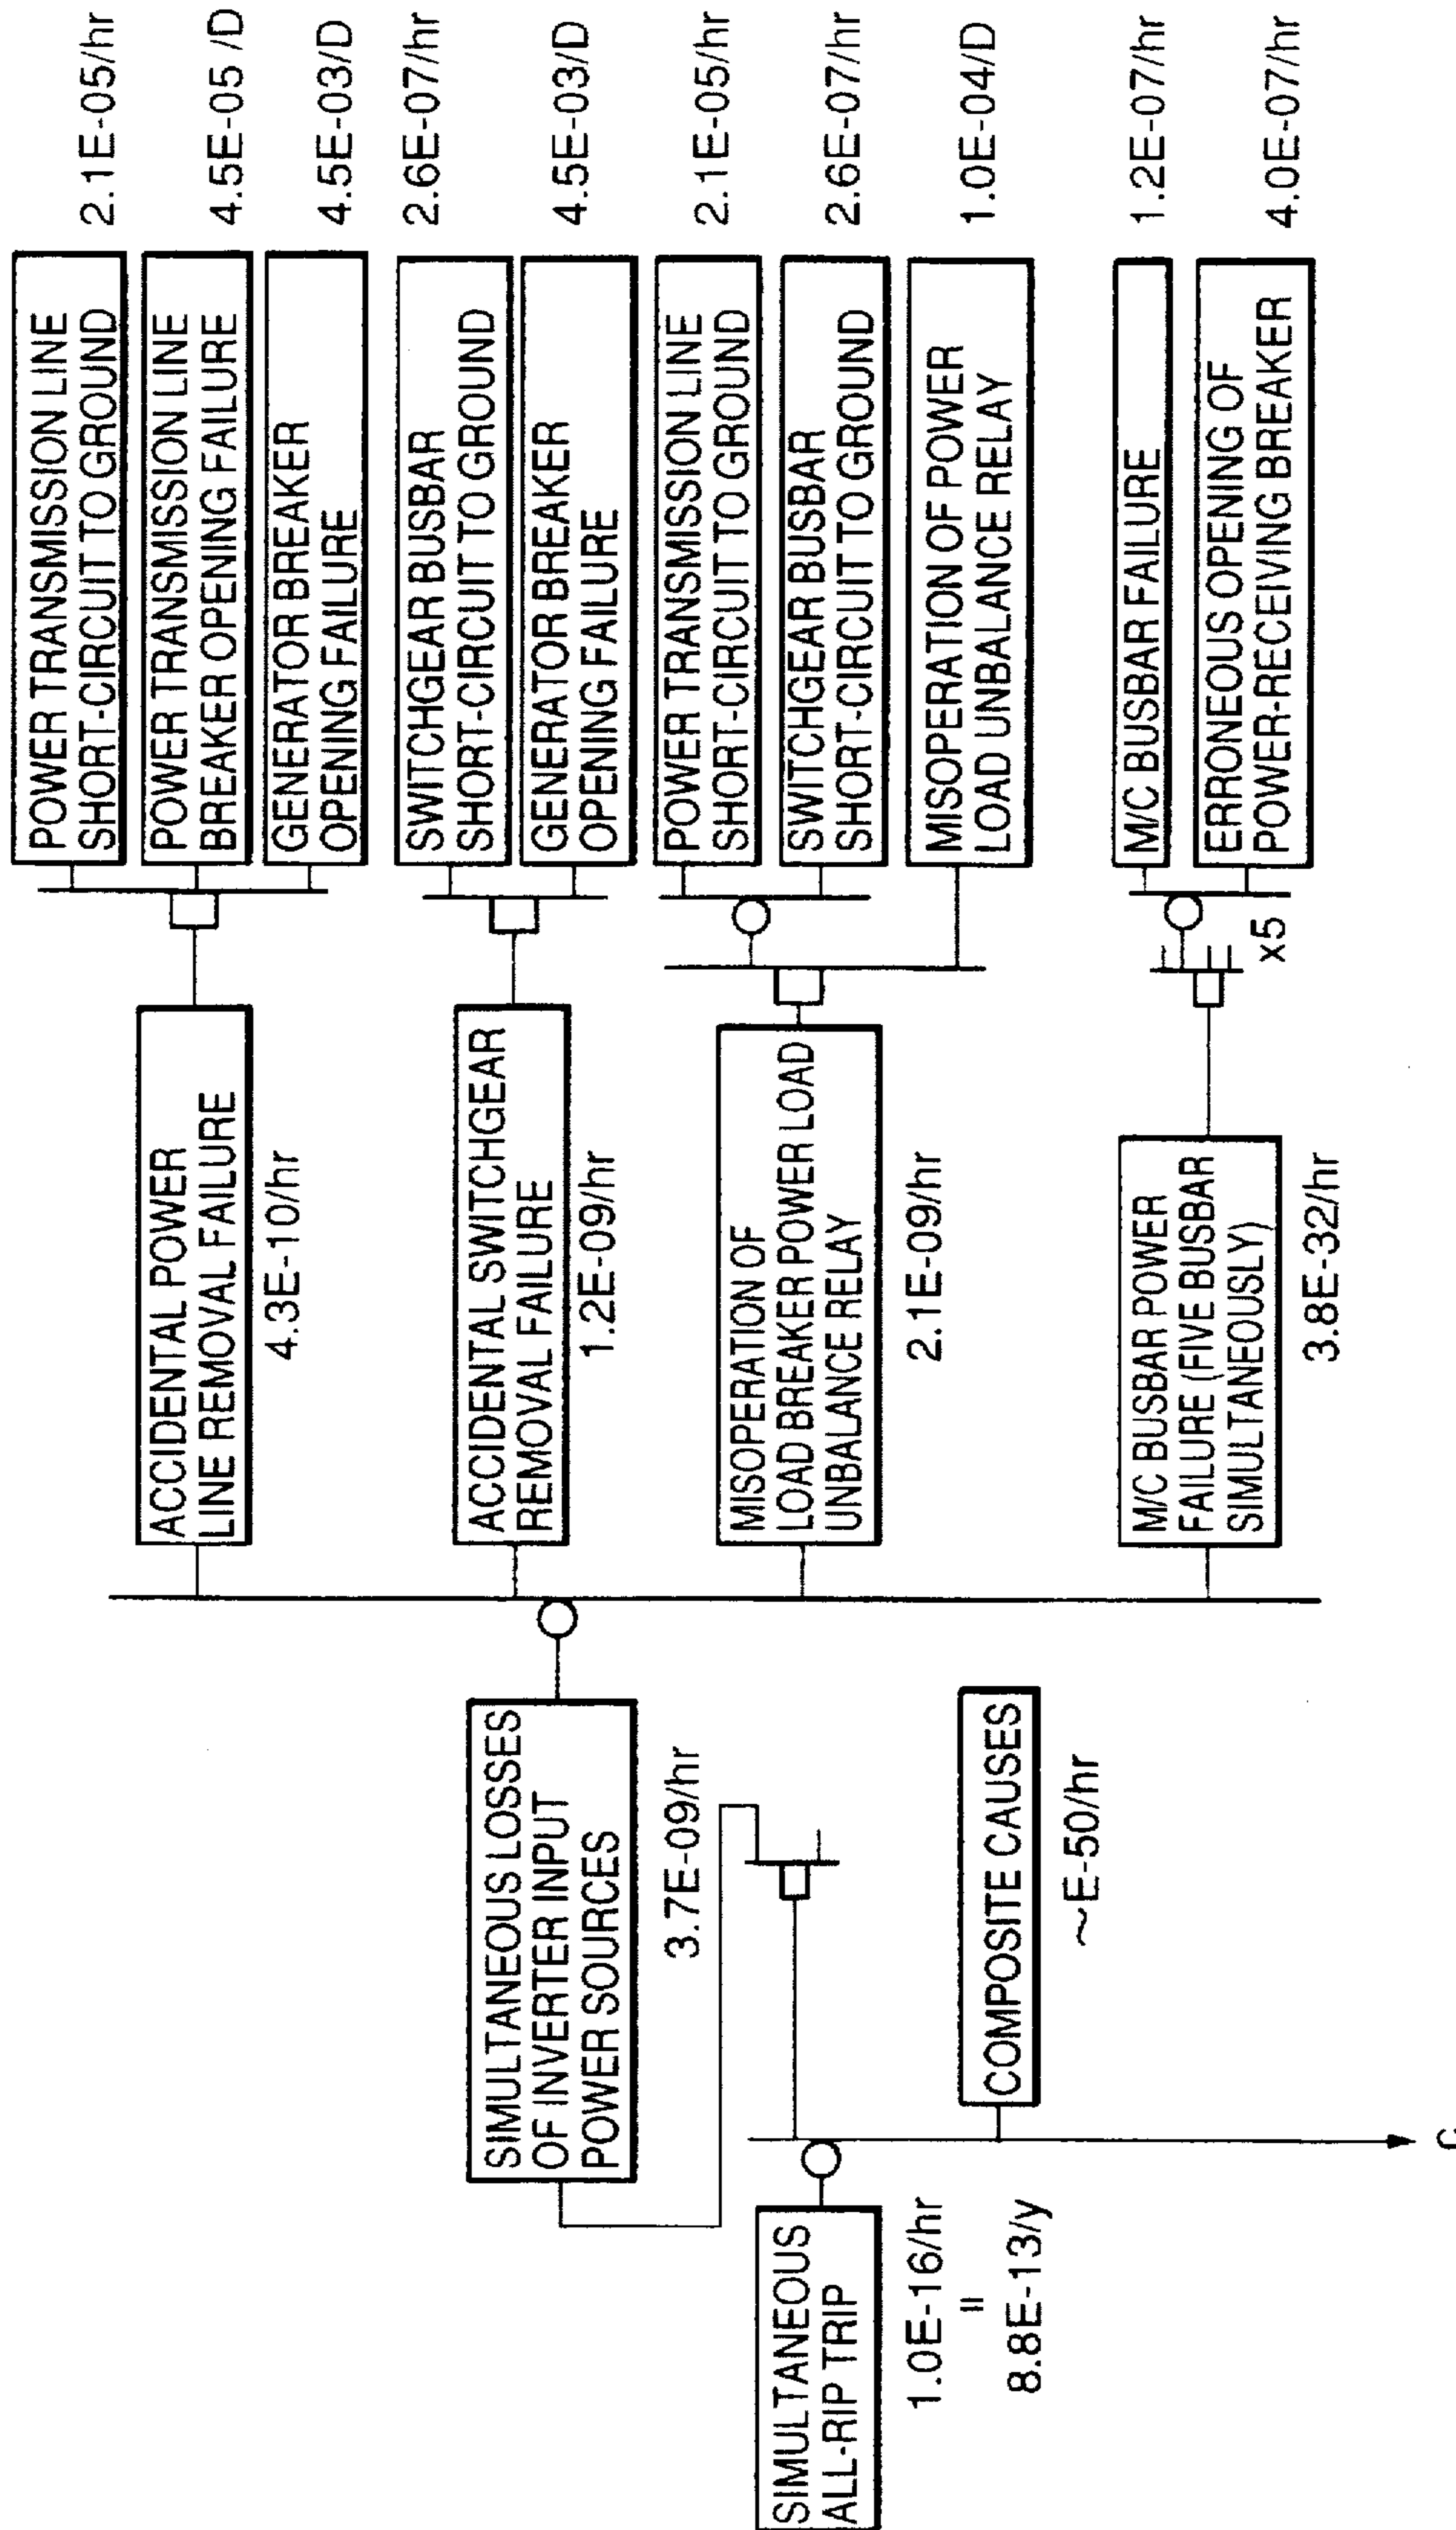 SIMULTANEOUS
ALL-RIP TRIP
1.0E-16/hr
=
8.8E-13/y
SIMULTANEOUS LOSSES
OF INVERTER INPUT
POWER SOURCES
3.7E-09/hr
COMPOSITE CAUSES
~E-50/hr
ACCIDENTAL POWER
LINE REMOVAL FAILURE
4.3E-10/hr
ACCIDENTAL SWITCHGEAR
REMOVAL FAILURE
1.2E-09/hr
MISOPERATION OF
LOAD BREAKER POWER LOAD
UNBALANCE RELAY
2.1E-09/hr
M/C BUSBAR POWER
FAILURE (FIVE BUSBAR
SIMULTANEOUSLY)
3.8E-32/hr
POWER TRANSMISSION LINE
SHORT-CIRCUIT TO GROUND
2.1E-05/hr
POWER TRANSMISSION LINE
BREAKER OPENING FAILURE
4.5E-05 /D
GENERATOR BREAKER
OPENING FAILURE
4.5E-03/D
SWITCHGEAR BUSBAR
SHORT-CIRCUIT TO GROUND
2.6E-07/hr
GENERATOR BREAKER
OPENING FAILURE
4.5E-03/D
POWER TRANSMISSION LINE
SHORT-CIRCUIT TO GROUND
2.1E-05/hr
SWITCHGEAR BUSBAR
SHORT-CIRCUIT TO GROUND
2.6E-07/hr
MISOPERATION OF POWER
LOAD UNBALANCE RELAY
1.0E-04/D
M/C BUSBAR FAILURE
1.2E-07/hr
ERRONEOUS OPENING OF
POWER-RECEIVING BREAKER
4.0E-07/hr
x5